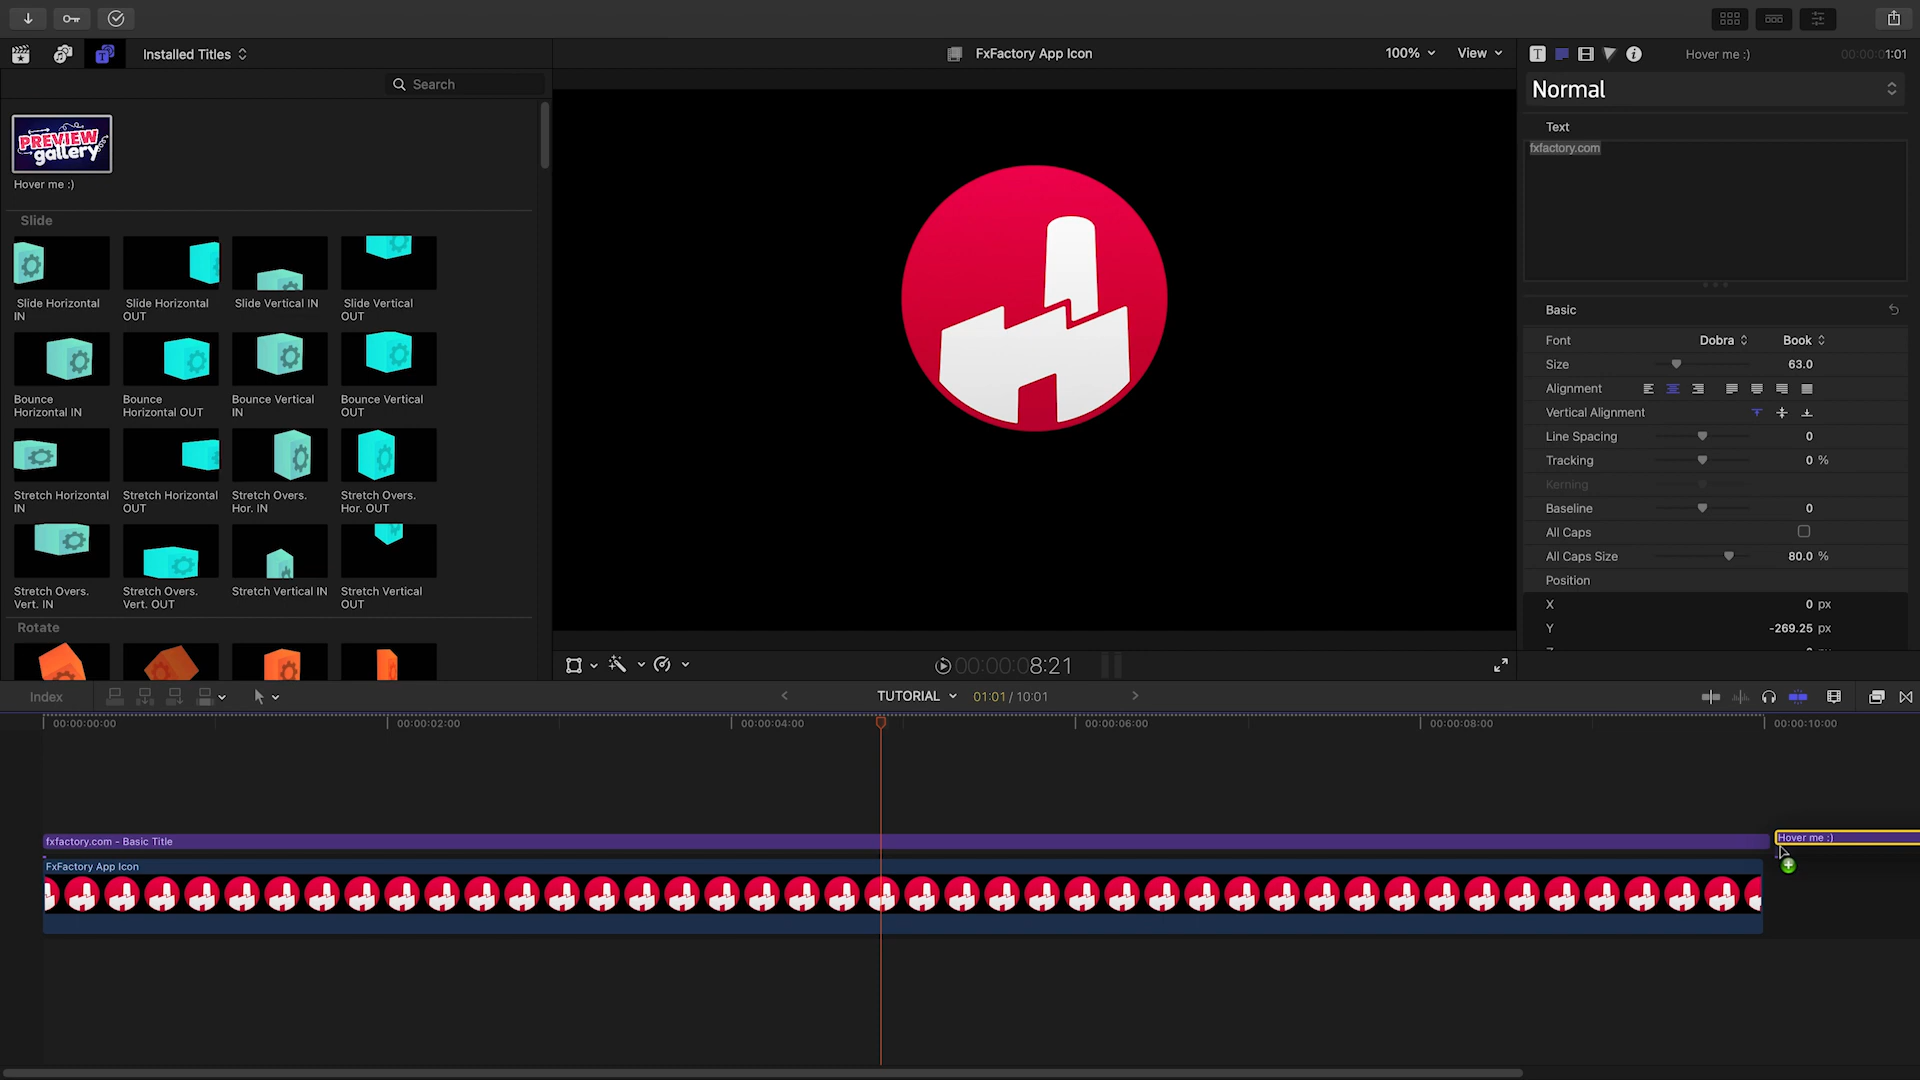 Installed Titles
FxFactory App Icon
100%
View
Hover me :)
00:00:01:01
Search
Normal
PREVIEW
gallery
Hover me :)
Text
fxfactory.com
Slide
Slide Horizontal
IN
Slide Horizontal
OUT
Slide Vertical IN
Slide Vertical
OUT
Bounce
Horizontal IN
Bounce
Horizontal OUT
Bounce Vertical
IN
Bounce Vertical
OUT
Stretch Horizontal
IN
Stretch Horizontal
OUT
Stretch Overs.
Hor. IN
Stretch Overs.
Hor. OUT
Stretch Overs.
Vert. IN
Stretch Overs.
Vert. OUT
Stretch Vertical IN
Stretch Vertical
OUT
Rotate
Basic
Font Dobra Book
Size 63.0
Alignment
Vertical Alignment
Line Spacing 0
Tracking 0 %
Kerning
Baseline 0
All Caps
All Caps Size 80.0 %
Position
X 0 px
Y -269.25 px
00:00:08:21
Index
TUTORIAL
01:01 / 10:01
00:00:00:00
00:00:02:00
00:00:04:00
00:00:06:00
00:00:08:00
00:00:10:00
fxfactory.com - Basic Title
Hover me :)
FxFactory App Icon